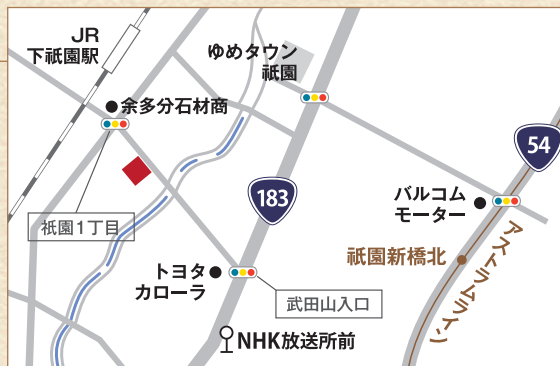 JR
下祇園駅
ゆめタウン
祇園
余多分石材商
54
183
バルコム
モーター
祇園1丁目
祇園新橋北
アストラムライン
トヨタ
カローラ
武田山入口
NHK放送所前